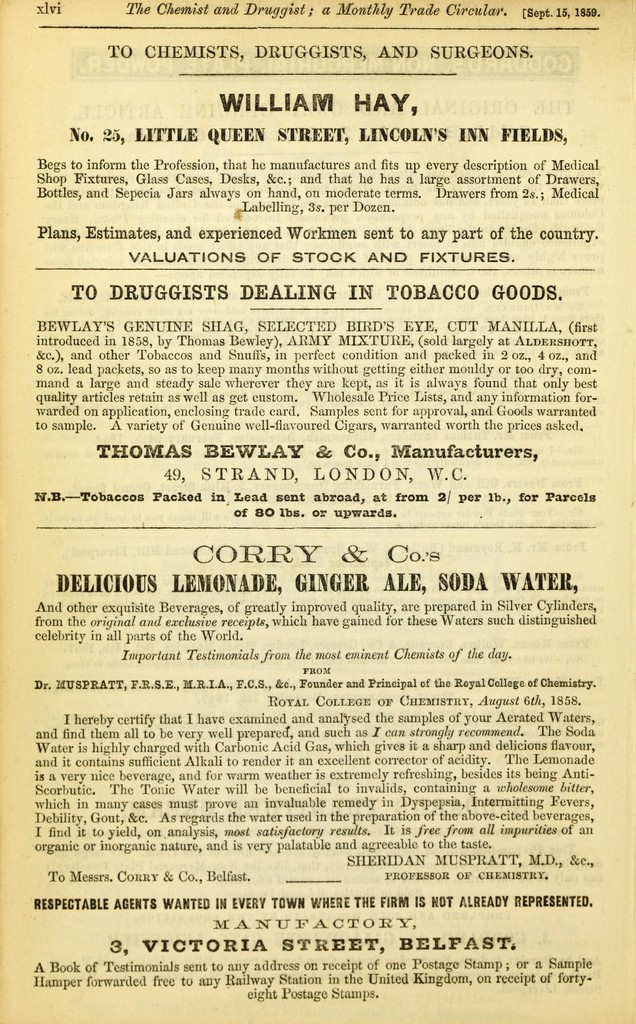 xlvi The Chemist and Druggist; a Monthly Trade Circular. [Sept. 15, 1859.
TO CHEMISTS, DRUGGISTS, AND SURGEONS.
WILLIAM HAY,
No. 25, LITTLE QUEEN STREET, LINCOLN'S INN FIELDS,
Begs to inform the Profession, that he manufactures and fits up every description of Medical
Shop Fixtures, Glass Cases, Desks, &c.; and that he has a large assortment of Drawers,
Bottles, and Sepecia Jars always on hand, on moderate terms. Drawers from 2s.; Medical
Labelling, 3s. per Dozen.
Plans, Estimates, and experienced Workmen sent to any part of the country.
VALUATIONS OF STOCK AND FIXTURES.
TO DRUGGISTS DEALING IN TOBACCO GOODS.
BEWLAY'S GENUINE SHAG, SELECTED BIRD'S EYE, CUT MANILLA, (first
introduced in 1858, by Thomas Bewley), ARMY MIXTURE, (sold largely at ALDERSHOTT,
&c.), and other Tobaccos and Snuffs, in perfect condition and packed in 2 oz., 4 oz., and
8 oz. lead packets, so as to keep many months without getting either mouldy or too dry, com-
mand a large and steady sale wherever they are kept, as it is always found that only best
quality articles retain as well as get custom. Wholesale Price Lists, and any information for-
warded on application, enclosing trade card. Samples sent for approval, and Goods warranted
to sample. A variety of Genuine well-flavoured Cigars, warranted worth the prices asked.
THOMAS BEWLAY & Co., Manufacturers,
49, STRAND, LONDON, W.C.
N.B.—Tobaccos Packed in Lead sent abroad, at from 2/ per lb., for Parcels
of 80 lbs. or upwards.
CORRY & Co.'s
DELICIOUS LEMONADE, GINGER ALE, SODA WATER,
And other exquisite Beverages, of greatly improved quality, are prepared in Silver Cylinders,
from the original and exclusive receipts, which have gained for these Waters such distinguished
celebrity in all parts of the World.
Important Testimonials from the most eminent Chemists of the day.
FROM
Dr. MUSPRATT, F.R.S.E., M.R.I.A., F.C.S., &c., Founder and Principal of the Royal College of Chemistry.
ROYAL COLLEGE OF CHEMISTRY, August 6th, 1858.
I hereby certify that I have examined and analysed the samples of your Aerated Waters,
and find them all to be very well prepared, and such as I can strongly recommend. The Soda
Water is highly charged with Carbonic Acid Gas, which gives it a sharp and delicious flavour,
and it contains sufficient Alkali to render it an excellent corrector of acidity. The Lemonade
is a very nice beverage, and for warm weather is extremely refreshing, besides its being Anti-
Scorbutic. The Tonic Water will be beneficial to invalids, containing a wholesome bitter,
which in many cases must prove an invaluable remedy in Dyspepsia, Intermitting Fevers,
Debility, Gout, &c. As regards the water used in the preparation of the above-cited beverages,
I find it to yield, on analysis, most satisfactory results. It is free from all impurities of an
organic or inorganic nature, and is very palatable and agreeable to the taste.
SHERIDAN MUSPRATT, M.D., &c.,
To Messrs. CORRY & Co., Belfast. PROFESSOR OF CHEMISTRY.
RESPECTABLE AGENTS WANTED IN EVERY TOWN WHERE THE FIRM IS NOT ALREADY REPRESENTED.
MANUFACTORY,
3, VICTORIA STREET, BELFAST.
A Book of Testimonials sent to any address on receipt of one Postage Stamp; or a Sample
Hamper forwarded free to any Railway Station in the United Kingdom, on receipt of forty-
eight Postage Stamps.